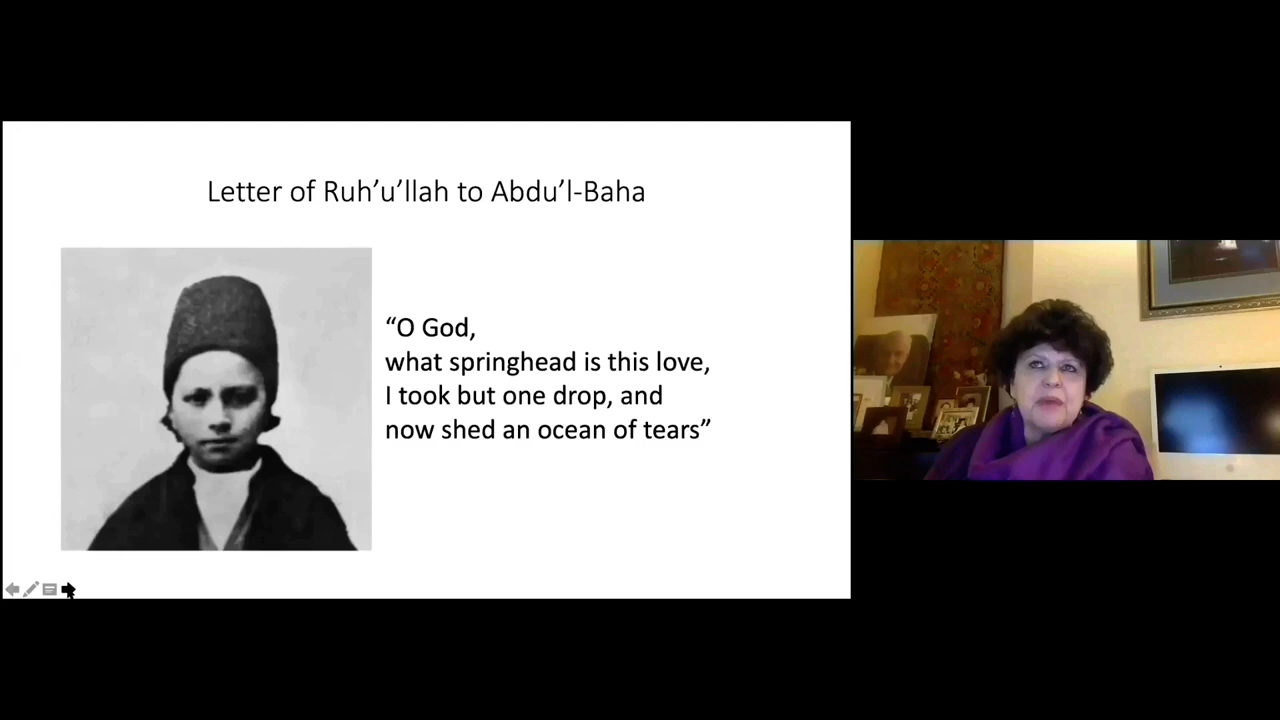 Letter of Ruh’u’llah to Abdu’l-Baha
“O God,
what springhead is this love,
I took but one drop, and
now shed an ocean of tears”